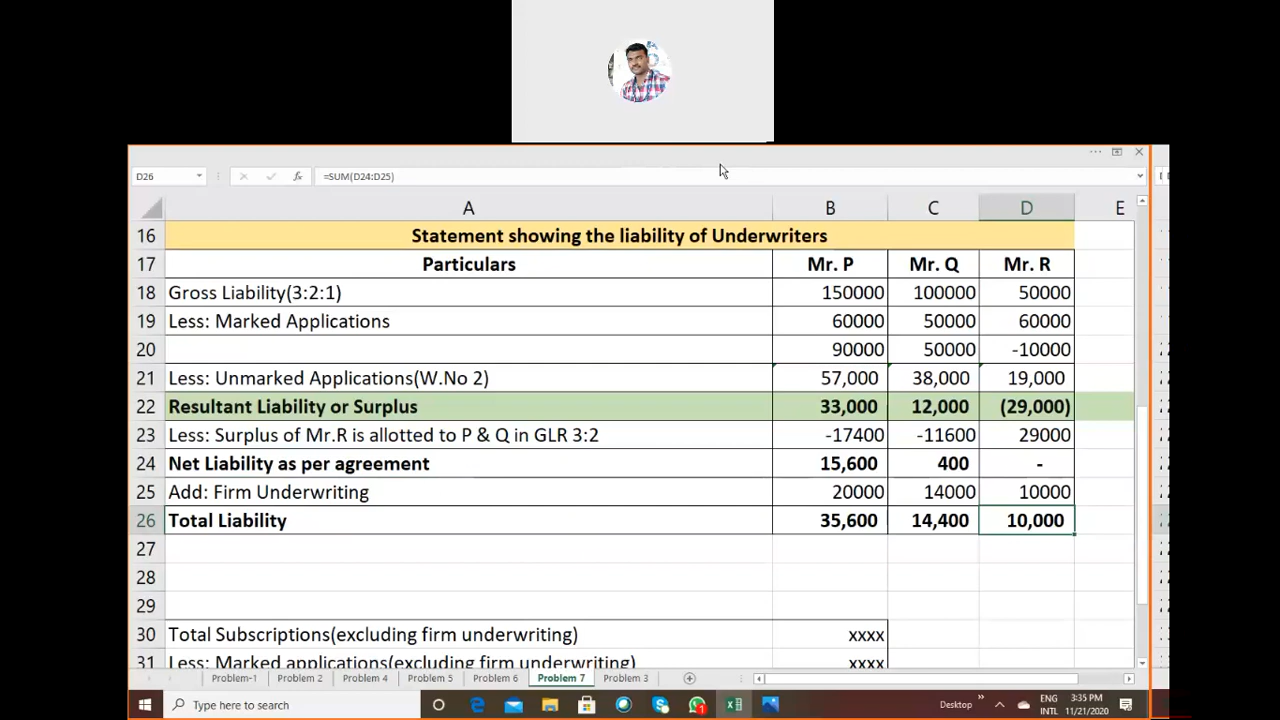 D26 fx =SUM(D24:D25)
A B C D E
16 Statement showing the liability of Underwriters
17 Particulars Mr. P Mr. Q Mr. R
18 Gross Liability(3:2:1) 150000 100000 50000
19 Less: Marked Applications 60000 50000 60000
20 90000 50000 -10000
21 Less: Unmarked Applications(W.No 2) 57,000 38,000 19,000
22 Resultant Liability or Surplus 33,000 12,000 (29,000)
23 Less: Surplus of Mr.R is allotted to P & Q in GLR 3:2 -17400 -11600 29000
24 Net Liability as per agreement 15,600 400 -
25 Add: Firm Underwriting 20000 14000 10000
26 Total Liability 35,600 14,400 10,000
27
28
29
30 Total Subscriptions(excluding firm underwriting) xxxx
31 Less: Marked applications(excluding firm underwriting) xxxx
Problem-1 Problem 2 Problem 4 Problem 5 Problem 6 Problem 7 Problem 3
Type here to search Desktop ENG 3:35 PM
INTL 11/21/2020